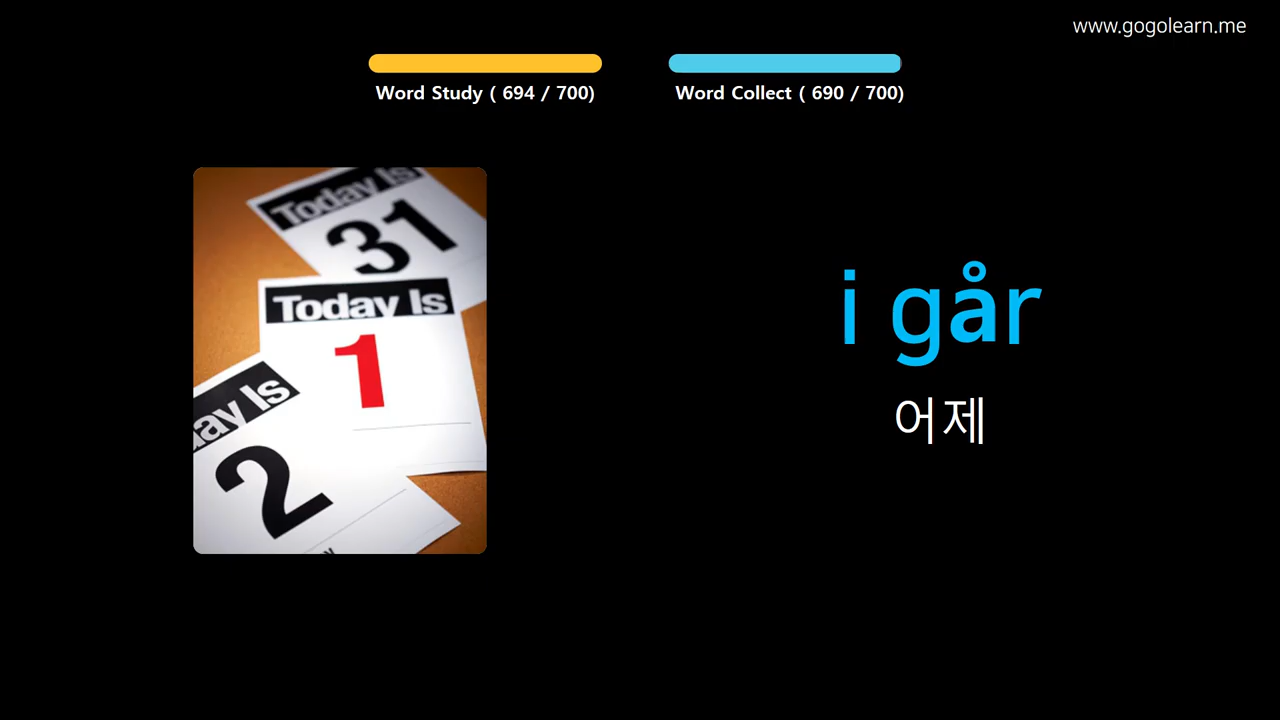 www.gogolearn.me
Word Study ( 694 / 700)
Word Collect ( 690 / 700)
Today Is
31
Today Is
1
day Is
2
i går
어제